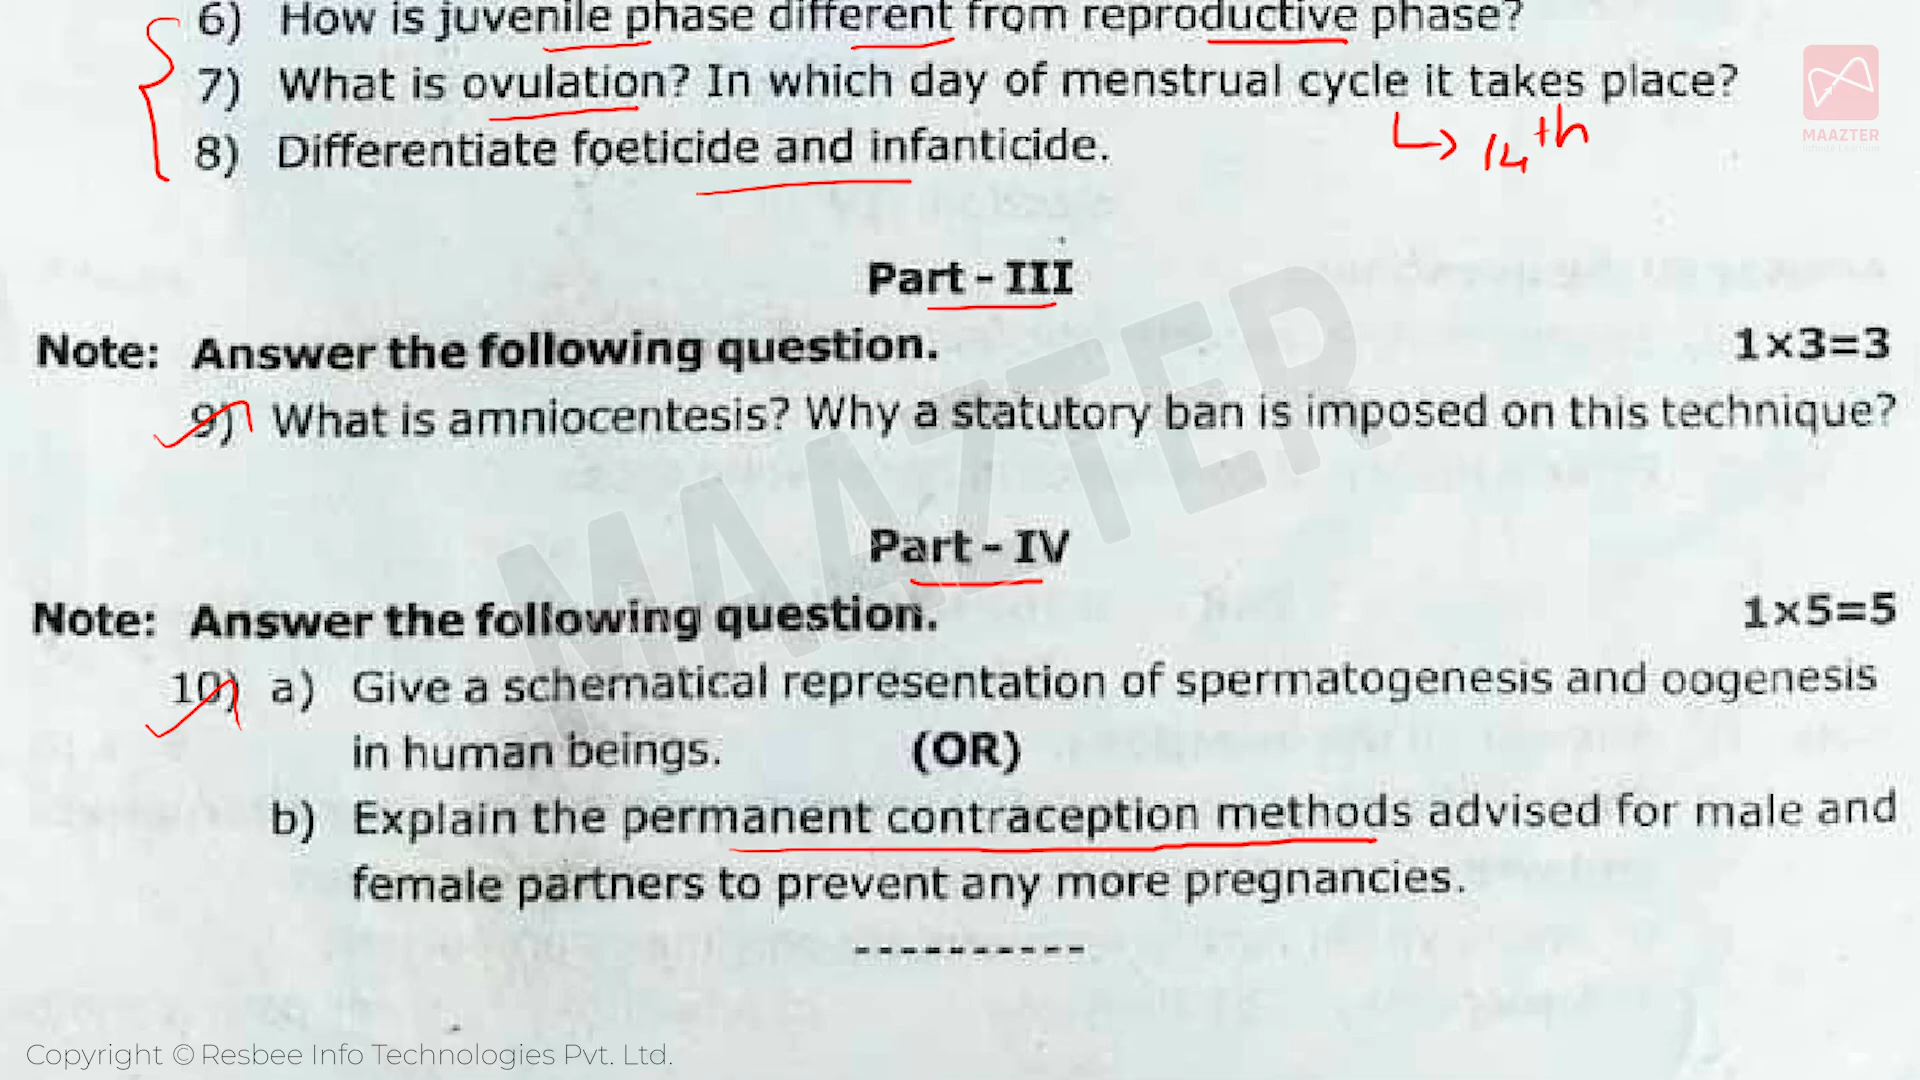 6) How is juvenile phase different from reproductive phase?
7) What is ovulation? In which day of menstrual cycle it takes place?
14th
8) Differentiate foeticide and infanticide.
MAAZTER
Part - III
Note: Answer the following question. 1×3=3
9) What is amniocentesis? Why a statutory ban is imposed on this technique?
MAAZTER
Part - IV
Note: Answer the following question. 1×5=5
10) a) Give a schematical representation of spermatogenesis and oogenesis
in human beings. (OR)
b) Explain the permanent contraception methods advised for male and
female partners to prevent any more pregnancies.
----------
Copyright © Resbee Info Technologies Pvt. Ltd.